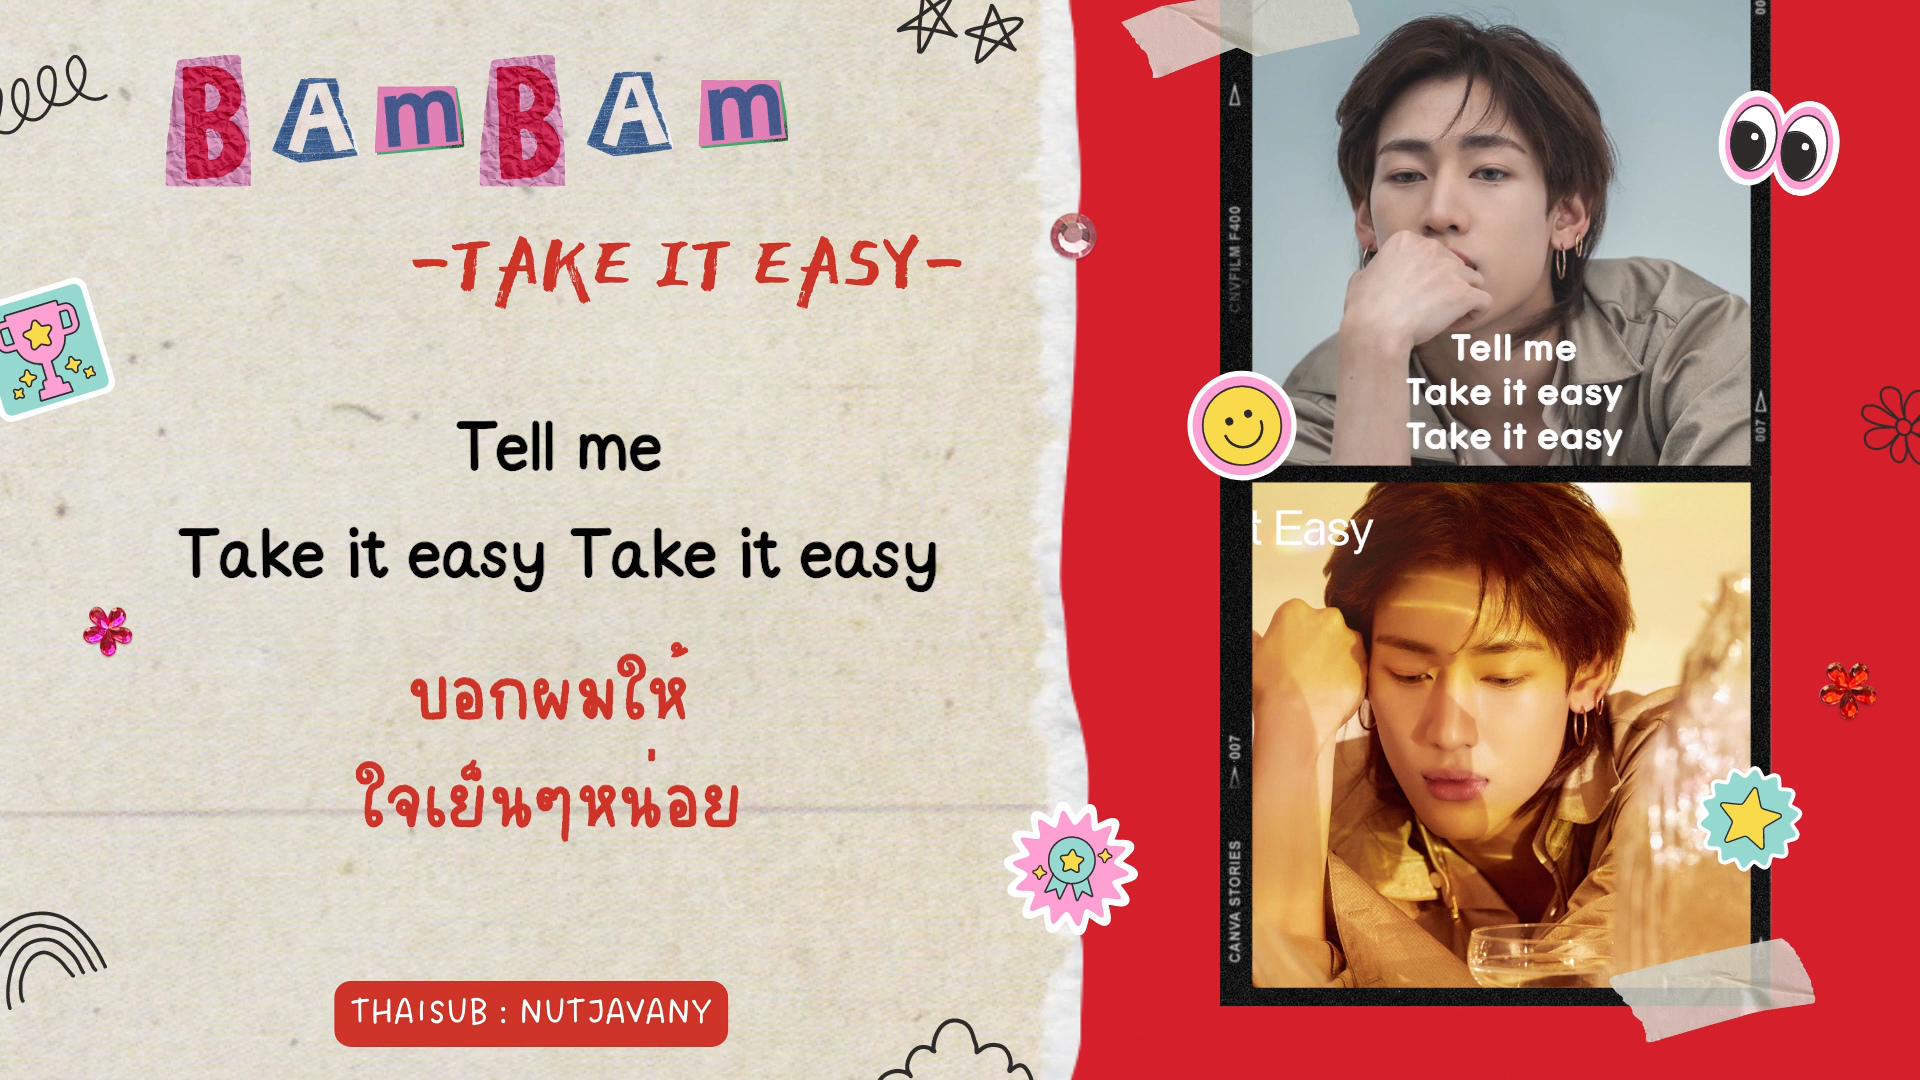 BAmBAm
-TAKE IT EASY-
Tell me
Take it easy Take it easy
บอกผมให้
ใจเย็นๆหน่อย
THAISUB : NUTJAVANY
CNVFILM F400
Tell me
Take it easy
Take it easy
007
t Easy
007
CANVA STORIES